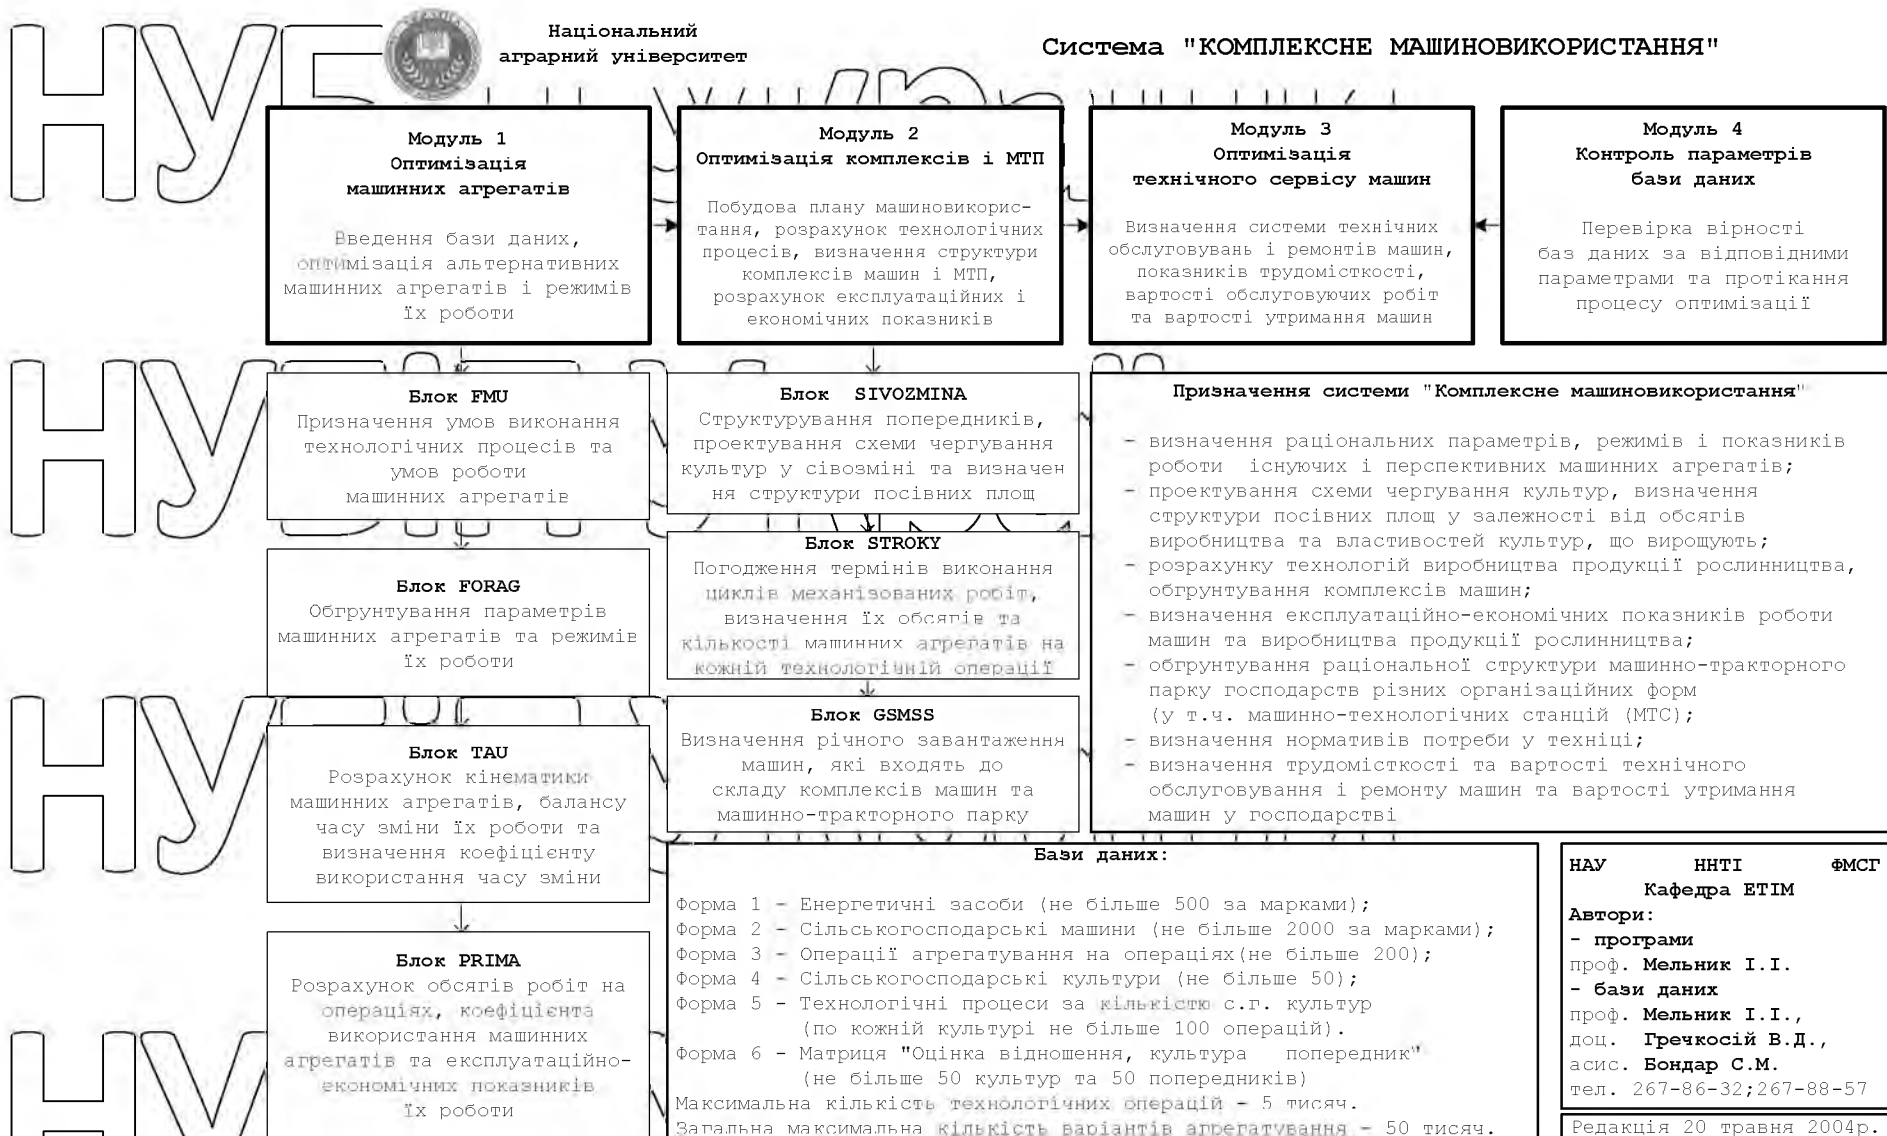 Національний
аграрний університет
Система "КОМПЛЕКСНЕ МАШИНОВИКОРИСТАННЯ"
Модуль 1
Оптимізація
машинних агрегатів
Введення бази даних,
оптимізація альтернативних
машинних агрегатів і режимів
їх роботи
Модуль 2
Оптимізація комплексів і МТП
Побудова плану машиновикорис-
тання, розрахунок технологічних
процесів, визначення структури
комплексів машин і МТП,
розрахунок експлуатаційних і
економічних показників
Модуль 3
Оптимізація
технічного сервісу машин
Визначення системи технічних
обслуговувань і ремонтів машин,
показників трудомісткості,
вартості обслуговуючих робіт
та вартості утримання машин
Модуль 4
Контроль параметрів
бази даних
Перевірка вірності
баз даних за відповідними
параметрами та протікання
процесу оптимізації
Блок FMU
Призначення умов виконання
технологічних процесів та
умов роботи
машинних агрегатів
Блок FORAG
Обгрунтування параметрів
машинних агрегатів та режимів
їх роботи
Блок TAU
Розрахунок кінематики
машинних агрегатів, балансу
часу зміни їх роботи та
визначення коефіцієнту
використання часу зміни
Блок PRIMA
Розрахунок обсягів робіт на
операціях, коефіцієнта
використання машинних
агрегатів та експлуатаційно-
економічних показників
їх роботи
Блок SIVOZMINA
Структурування попередників,
проектування схеми чергування
культур у сівозміні та визначен
ня структури посівних площ
Блок STROKY
Погодження термінів виконання
циклів механізованих робіт,
визначення їх обсягів та
кількості машинних агрегатів на
кожній технологічній операції
Блок GSMSS
Визначення річного завантаження
машин, які входять до
складу комплексів машин та
машинно-тракторного парку
Призначення системи "Комплексне машиновикористання"
- визначення раціональних параметрів, режимів і показників
роботи існуючих і перспективних машинних агрегатів;
- проектування схеми чергування культур, визначення
структури посівних площ у залежності від обсягів
виробництва та властивостей культур, що вирощують;
- розрахунку технологій виробництва продукції рослинництва,
обгрунтування комплексів машин;
- визначення експлуатаційно-економічних показників роботи
машин та виробництва продукції рослинництва;
- обгрунтування раціональної структури машинно-тракторного
парку господарств різних організаційних форм
(у т.ч. машинно-технологічних станцій (МТС);
- визначення нормативів потреби у техніці;
- визначення трудомісткості та вартості технічного
обслуговування і ремонту машин та вартості утримання
машин у господарстві
Бази даних:
Форма 1 - Енергетичні засоби (не більше 500 за марками);
Форма 2 - Сільськогосподарські машини (не більше 2000 за марками);
Форма 3 - Операції агрегатування на операціях(не більше 200);
Форма 4 - Сільськогосподарські культури (не більше 50);
Форма 5 - Технологічні процеси за кількістю с.г. культур
(по кожній культурі не більше 100 операцій).
Форма 6 - Матриця "Оцінка відношення, культура попередник"
(не більше 50 культур та 50 попередників)
Максимальна кількість технологічних операцій - 5 тисяч.
Загальна максимальна кількість варіантів агрегатування - 50 тисяч.
НАУ ННТІ ФМСГ
Кафедра ЕТІМ
Автори:
- програми
проф. Мельник І.І.
- бази даних
проф. Мельник І.І.,
доц. Гречкосій В.Д.,
асис. Бондар С.М.
тел. 267-86-32;267-88-57
Редакція 20 травня 2004р.